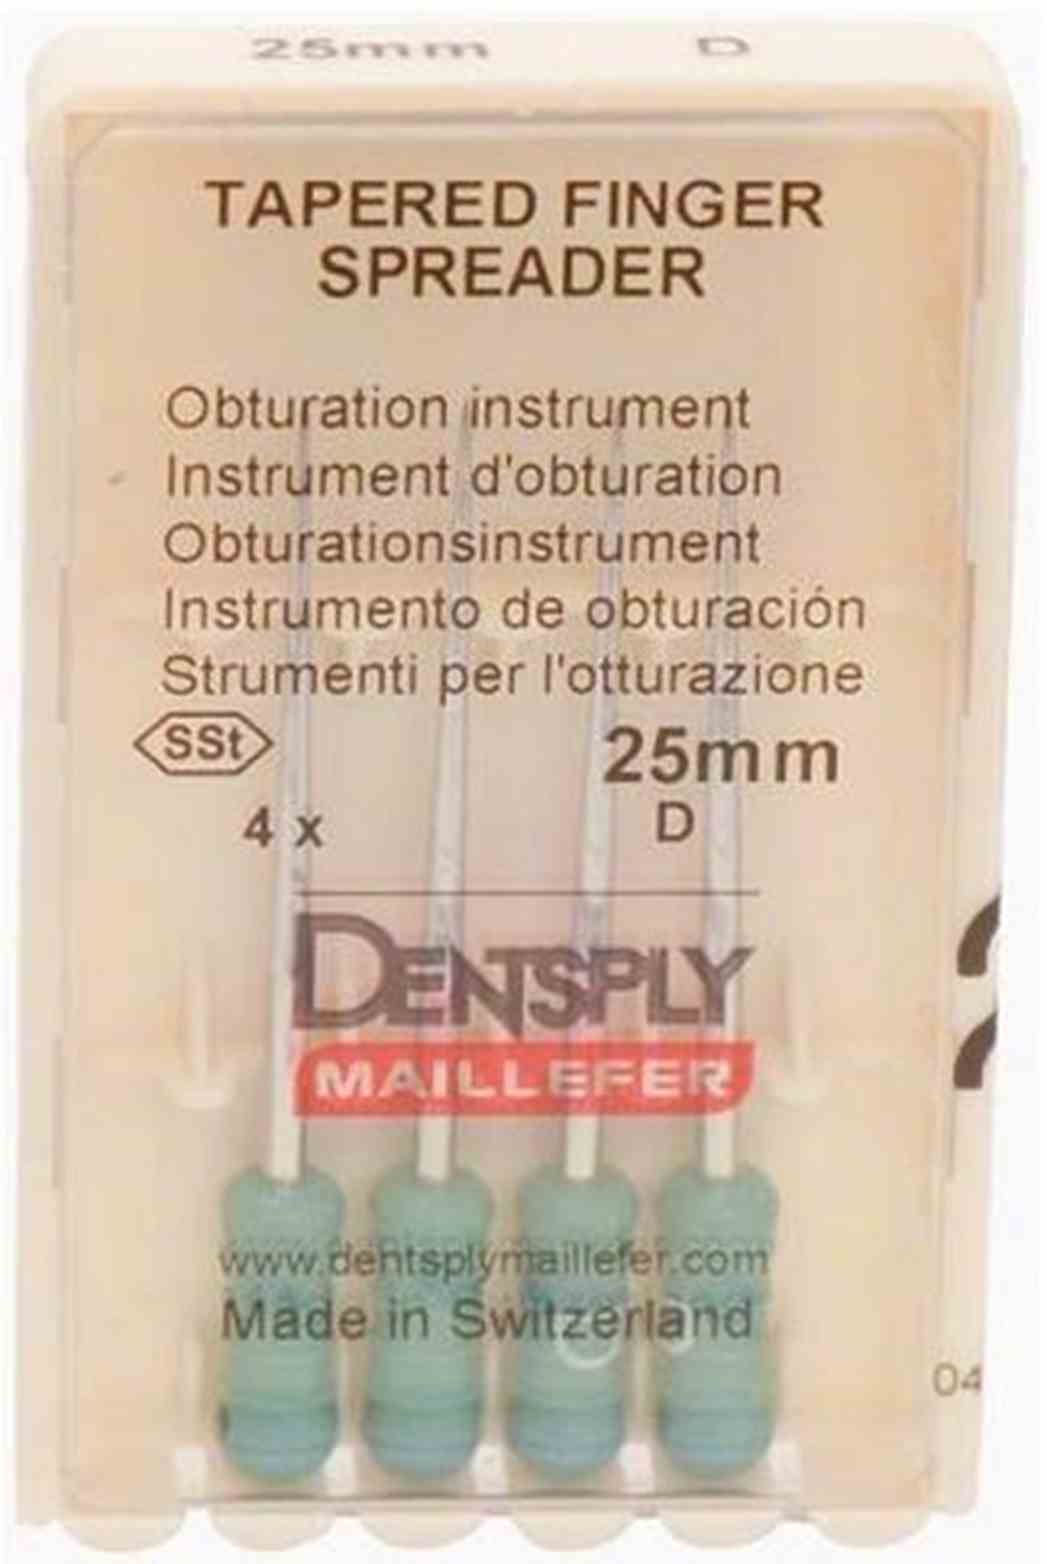 25mm D
TAPERED FINGER
SPREADER
Obturation instrument
Instrument d'obturation
Obturationsinstrument
Instrumento de obturación
Strumenti per l'otturazione
SSt 25mm
4 x D
DENTSPLY
MAILLEFER
www.dentsplymaillefer.com
Made in Switzerland
04